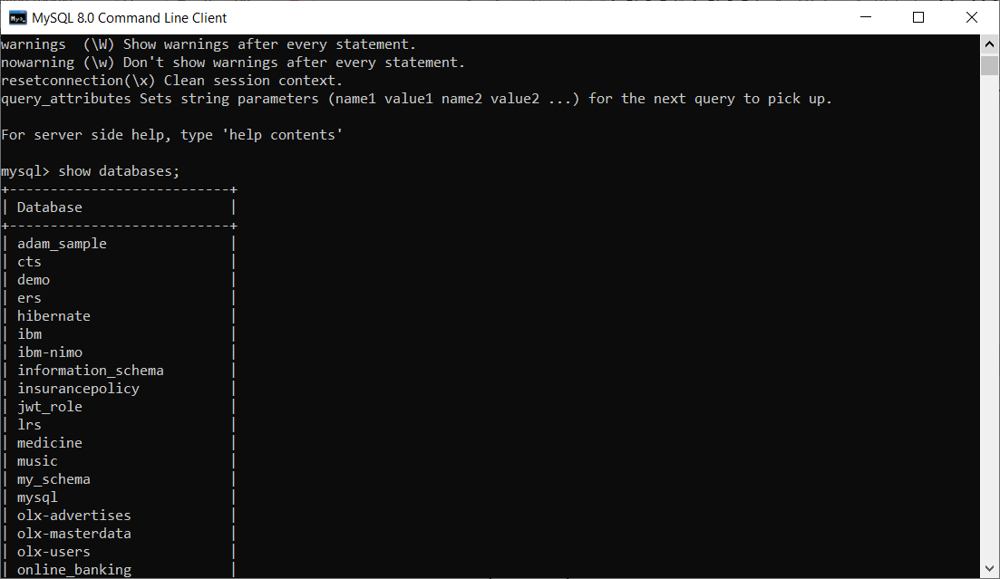 MySQL 8.0 Command Line Client
warnings  (\W) Show warnings after every statement.
nowarning (\w) Don't show warnings after every statement.
resetconnection(\x) Clean session context.
query_attributes Sets string parameters (name1 value1 name2 value2 ...) for the next query to pick up.
For server side help, type 'help contents'
mysql> show databases;
+---------------------------+
| Database                  |
+---------------------------+
| adam_sample               |
| cts                       |
| demo                      |
| ers                       |
| hibernate                 |
| ibm                       |
| ibm-nimo                  |
| information_schema        |
| insurancepolicy           |
| jwt_role                  |
| lrs                       |
| medicine                  |
| music                     |
| my_schema                 |
| mysql                     |
| olx-advertises            |
| olx-masterdata            |
| olx-users                 |
| online_banking            |